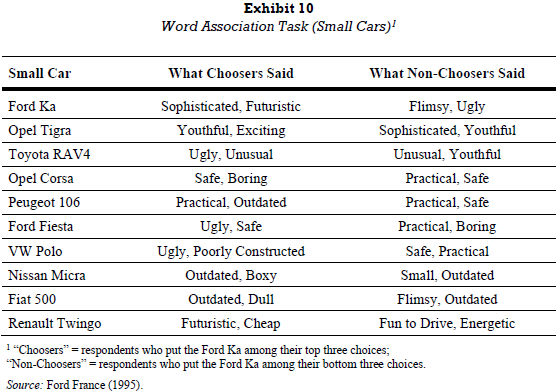 Exhibit 10
Word Association Task (Small Cars)1
Small Car What Choosers Said What Non-Choosers Said
Ford Ka Sophisticated, Futuristic Flimsy, Ugly
Opel Tigra Youthful, Exciting Sophisticated, Youthful
Toyota RAV4 Ugly, Unusual Unusual, Youthful
Opel Corsa Safe, Boring Practical, Safe
Peugeot 106 Practical, Outdated Practical, Safe
Ford Fiesta Ugly, Safe Practical, Boring
VW Polo Ugly, Poorly Constructed Safe, Practical
Nissan Micra Outdated, Boxy Small, Outdated
Fiat 500 Outdated, Dull Flimsy, Outdated
Renault Twingo Futuristic, Cheap Fun to Drive, Energetic
1 “Choosers” = respondents who put the Ford Ka among their top three choices;
“Non-Choosers” = respondents who put the Ford Ka among their bottom three choices.
Source: Ford France (1995).